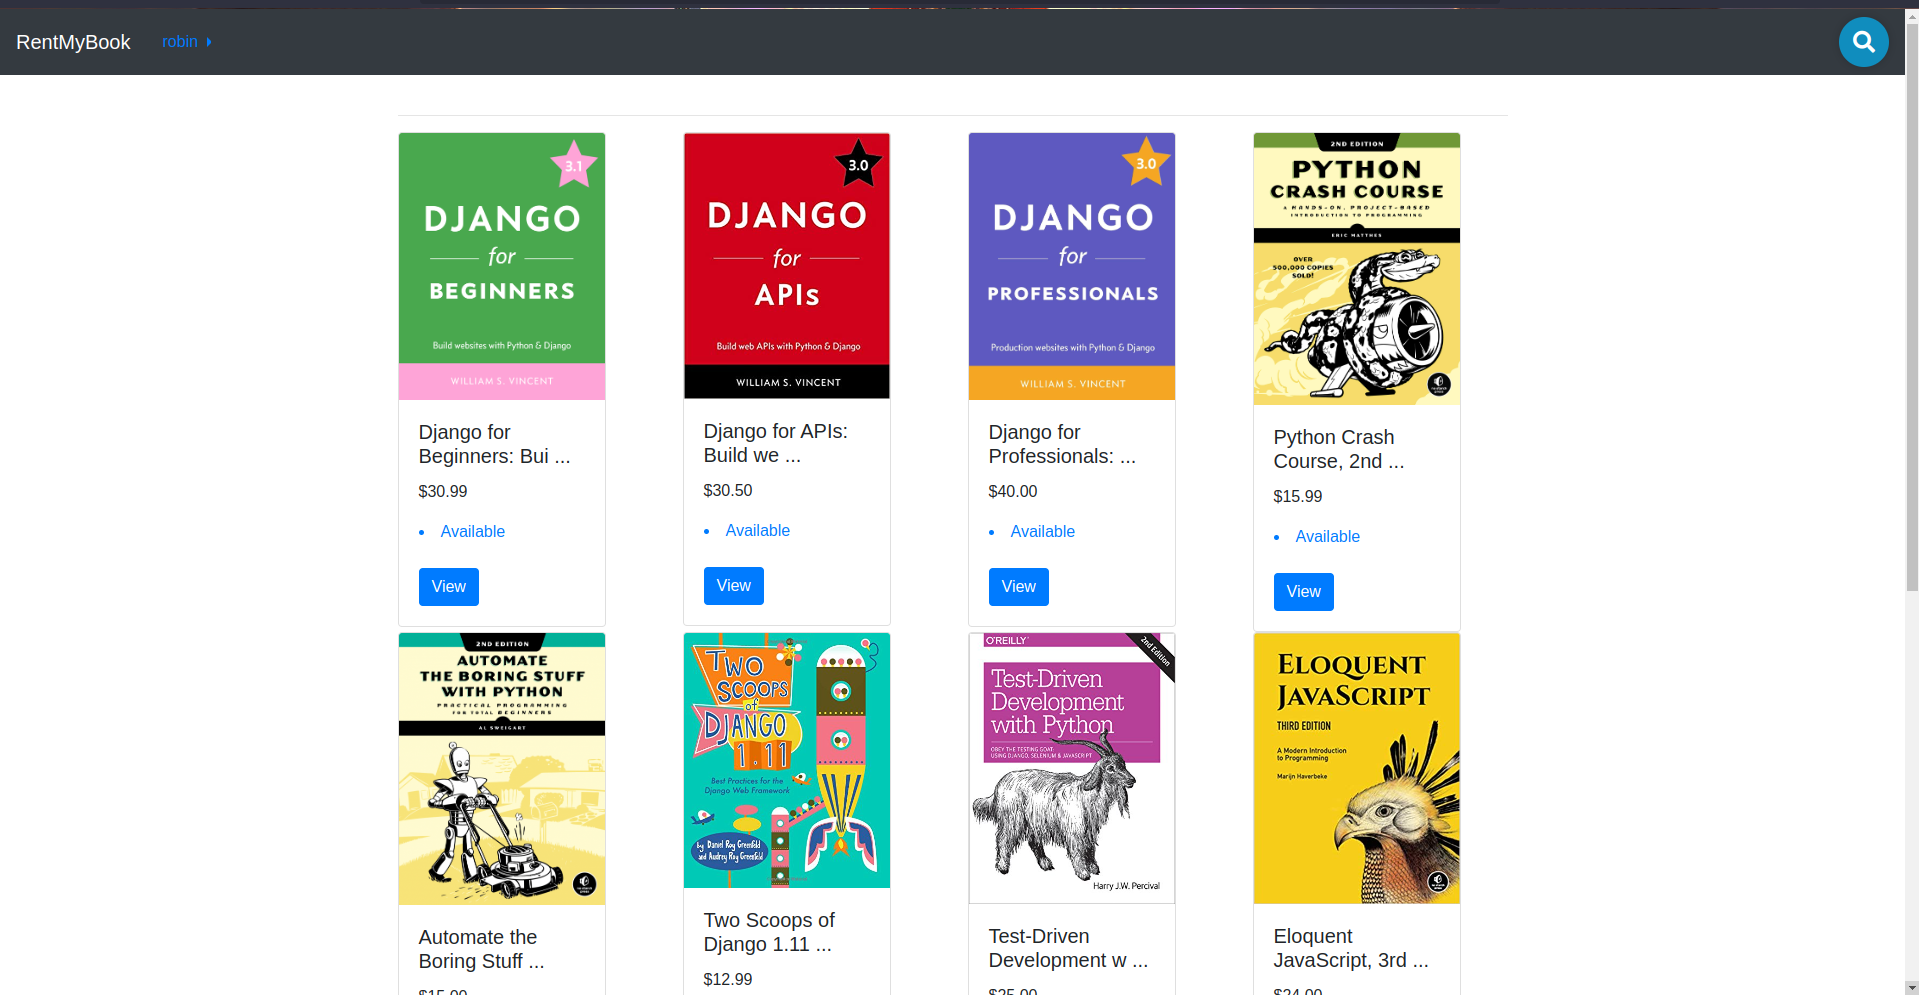 RentMyBook
robin
3.1
DJANGO
for
BEGINNERS
Build websites with Python & Django
WILLIAM S. VINCENT
Django for
Beginners: Bui ...
$30.99
Available
View
3.0
DJANGO
for
APIs
Build web APIs with Python & Django
WILLIAM S. VINCENT
Django for APIs:
Build we ...
$30.50
Available
View
3.0
DJANGO
for
PROFESSIONALS
Production websites with Python & Django
WILLIAM S. VINCENT
Django for
Professionals: ...
$40.00
Available
View
2ND EDITION
PYTHON
CRASH COURSE
A HANDS-ON, PROJECT-BASED
INTRODUCTION TO PROGRAMMING
ERIC MATTHES
OVER
500,000 COPIES
SOLD!
Python Crash
Course, 2nd ...
$15.99
Available
View
2ND EDITION
AUTOMATE
THE BORING STUFF
WITH PYTHON
PRACTICAL PROGRAMMING
FOR TOTAL BEGINNERS
AL SWEIGART
Automate the
Boring Stuff ...
$15.00
TWO
SCOOPS
of
DJANGO
1.11
Best Practices for the
Django Web Framework
by Daniel Roy Greenfeld
and Audrey Roy Greenfeld
Two Scoops of
Django 1.11 ...
$12.99
O'REILLY
2nd Edition
Test-Driven
Development
with Python
OBEY THE TESTING GOAT:
USING DJANGO, SELENIUM & JAVASCRIPT
Harry J.W. Percival
Test-Driven
Development w ...
$25.00
ELOQUENT
JAVASCRIPT
THIRD EDITION
A Modern Introduction
to Programming
Marijn Haverbeke
Eloquent
JavaScript, 3rd ...
$24.00